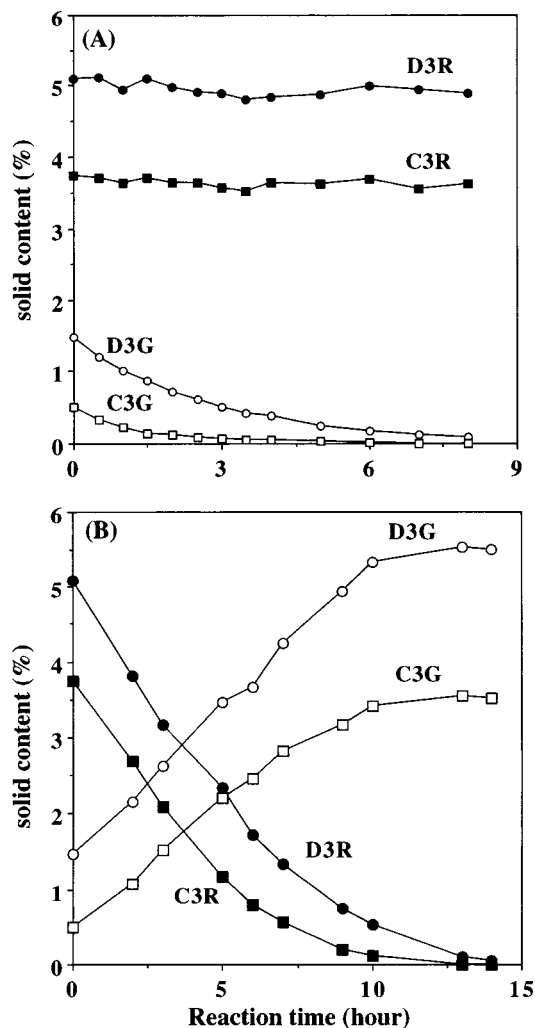 (A)
6
5
4
3
2
1
0
solid content (%)
D3R
C3R
D3G
C3G
0 3 6 9
(B)
6
5
4
3
2
1
0
solid content (%)
D3G
C3G
D3R
C3R
0 5 10 15
Reaction time (hour)